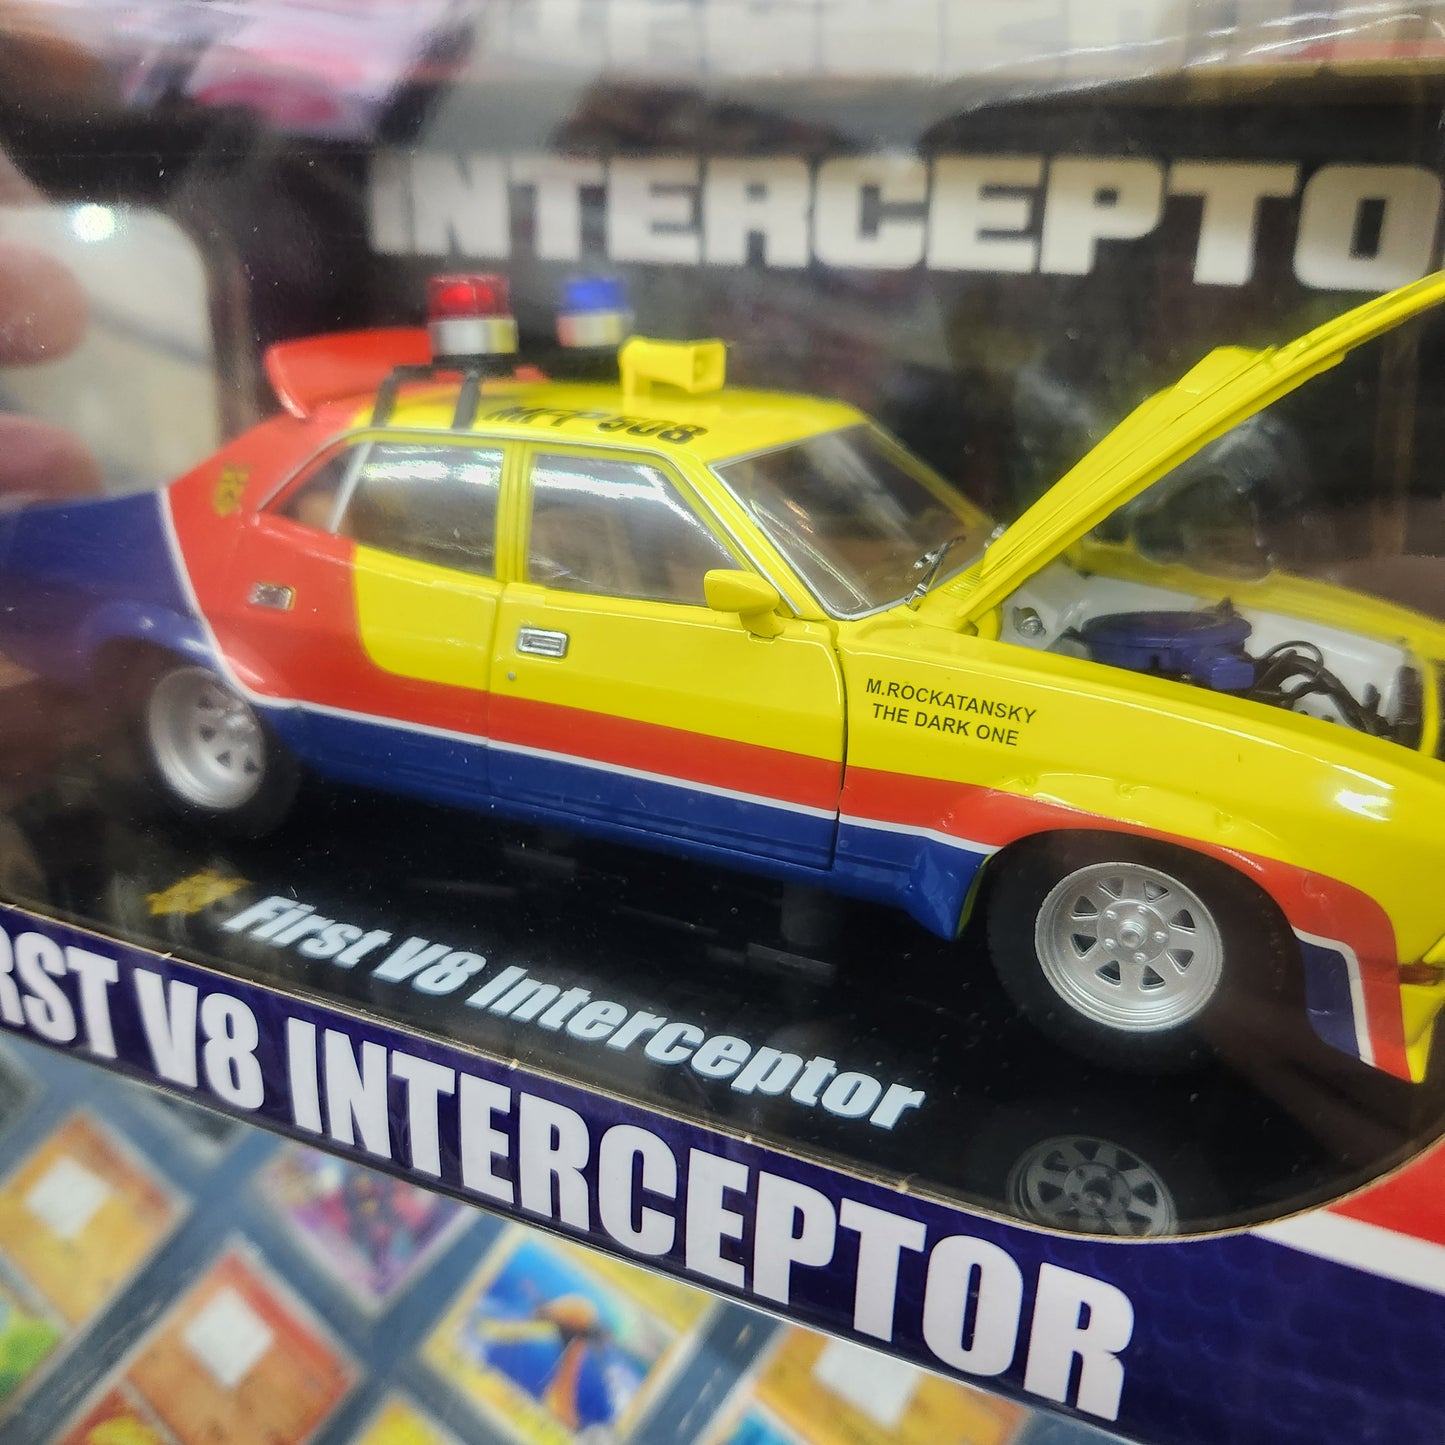 INTERCEPTO
MFP 508
M.ROCKATANSKY
THE DARK ONE
First V8 Interceptor
RST V8 INTERCEPTOR